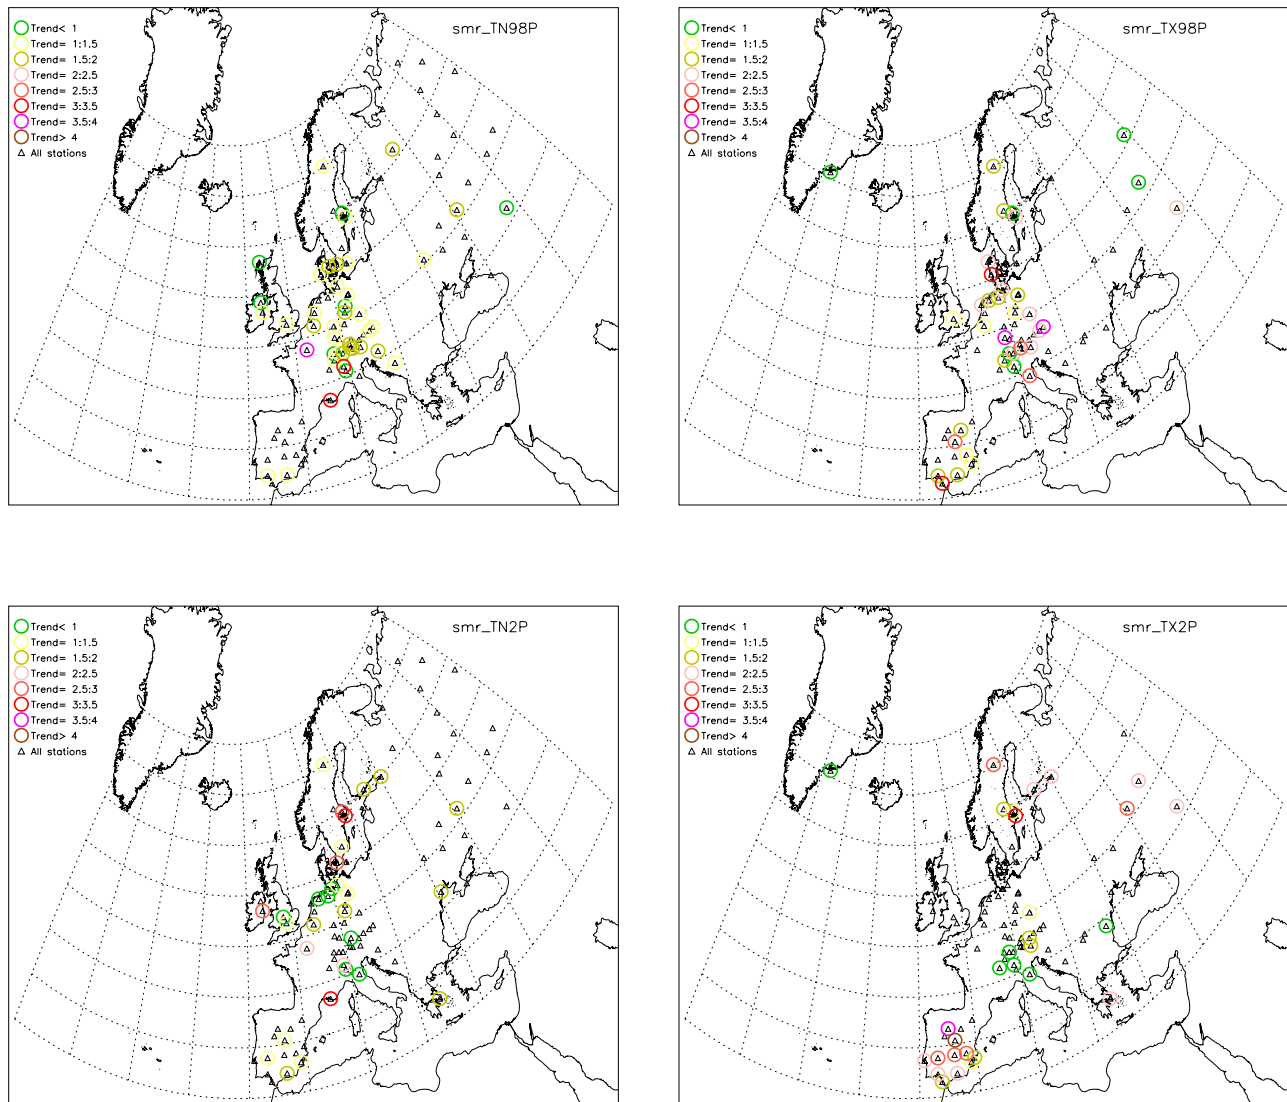 smr_TN98P
Trend< 1
Trend= 1:1.5
Trend= 1.5:2
Trend= 2:2.5
Trend= 2.5:3
Trend= 3:3.5
Trend= 3.5:4
Trend> 4
All stations
smr_TX98P
Trend< 1
Trend= 1:1.5
Trend= 1.5:2
Trend= 2:2.5
Trend= 2.5:3
Trend= 3:3.5
Trend= 3.5:4
Trend> 4
All stations
smr_TN2P
Trend< 1
Trend= 1:1.5
Trend= 1.5:2
Trend= 2:2.5
Trend= 2.5:3
Trend= 3:3.5
Trend= 3.5:4
Trend> 4
All stations
smr_TX2P
Trend< 1
Trend= 1:1.5
Trend= 1.5:2
Trend= 2:2.5
Trend= 2.5:3
Trend= 3:3.5
Trend= 3.5:4
Trend> 4
All stations